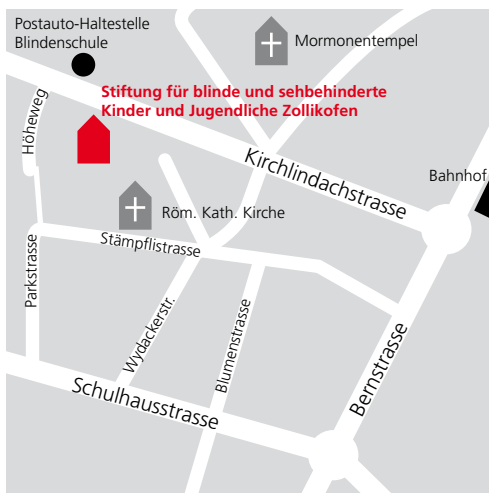 Postauto-Haltestelle
Blindenschule
Mormonentempel
Stiftung für blinde und sehbehinderte
Kinder und Jugendliche Zollikofen
Höheweg
Kirchlindachstrasse
Bahnhof
Röm. Kath. Kirche
Stämpflistrasse
Parkstrasse
Wydackerstr.
Blumenstrasse
Bernstrasse
Schulhausstrasse